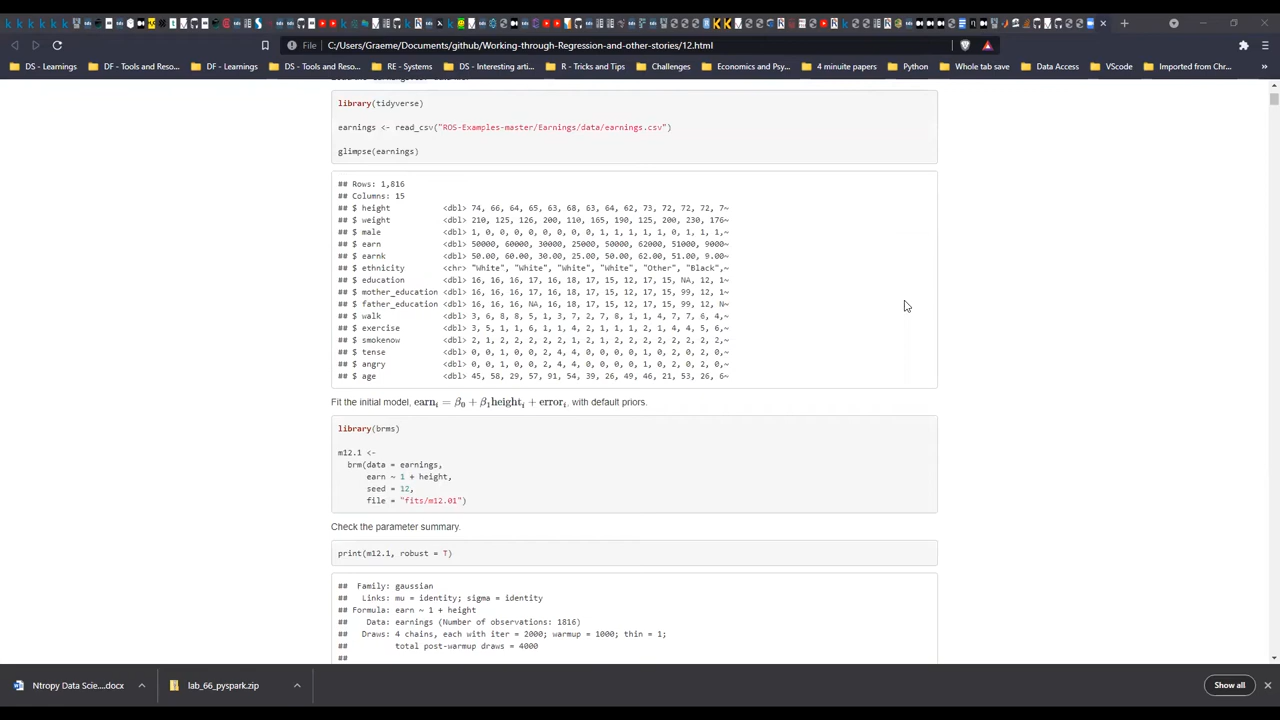 File
C:/Users/Graeme/Documents/github/Working-through-Regression-and-other-stories/12.html
DS - Learnings
DF - Tools and Reso...
DF - Learnings
DS - Tools and Reso...
RE - Systems
DS - Interesting arti...
R - Tricks and Tips
Challenges
Economics and Psy...
4 minute papers
Python
Whole tab save
Data Access
VScode
Imported from Chr...
library(tidyverse)
earnings <- read_csv("ROS-Examples-master/Earnings/data/earnings.csv")
glimpse(earnings)
## Rows: 1,816
## Columns: 15
## $ height <dbl> 74, 66, 64, 65, 63, 68, 63, 64, 62, 73, 72, 72, 72, 7~
## $ weight <dbl> 210, 125, 126, 200, 110, 165, 190, 125, 200, 230, 176~
## $ male <dbl> 1, 0, 0, 0, 0, 0, 0, 1, 1, 1, 1, 0, 1, 1, 1,~
## $ earn <dbl> 50000, 60000, 30000, 25000, 50000, 62000, 51000, 9000~
## $ earnk <dbl> 50.00, 60.00, 30.00, 25.00, 50.00, 62.00, 51.00, 9.00~
## $ ethnicity <chr> "White", "White", "White", "White", "Other", "Black",~
## $ education <dbl> 16, 16, 16, 17, 16, 18, 17, 15, 12, 17, 15, NA, 12, 1~
## $ mother_education <dbl> 16, 16, 16, 17, 16, 18, 17, 15, 12, 17, 15, 99, 12, 1~
## $ father_education <dbl> 16, 16, 16, NA, 16, 18, 17, 15, 12, 17, 15, 99, 12, N~
## $ walk <dbl> 3, 6, 8, 8, 5, 1, 3, 7, 2, 7, 8, 1, 1, 4, 7, 7, 6, 4,~
## $ exercise <dbl> 3, 5, 1, 1, 6, 1, 1, 4, 2, 1, 1, 1, 2, 1, 4, 4, 5, 6,~
## $ smokenow <dbl> 2, 1, 2, 2, 2, 2, 2, 1, 2, 1, 2, 2, 2, 2, 2, 2, 2, 2,~
## $ tense <dbl> 0, 0, 1, 0, 0, 2, 4, 4, 0, 0, 0, 0, 1, 0, 2, 0, 2, 0,~
## $ angry <dbl> 0, 0, 1, 0, 0, 2, 4, 4, 0, 0, 0, 0, 1, 0, 2, 0, 2, 0,~
## $ age <dbl> 45, 58, 29, 57, 91, 54, 39, 26, 49, 46, 21, 53, 26, 6~
Fit the initial model, earnᵢ = β₀ + β₁heightᵢ + errorᵢ, with default priors.
library(brms)
m12.1 <-
brm(data = earnings,
earn ~ 1 + height,
seed = 12,
file = "fits/m12.01")
Check the parameter summary.
print(m12.1, robust = T)
## Family: gaussian
## Links: mu = identity; sigma = identity
## Formula: earn ~ 1 + height
## Data: earnings (Number of observations: 1816)
## Draws: 4 chains, each with iter = 2000; warmup = 1000; thin = 1;
## total post-warmup draws = 4000
##
Ntropy Data Scie....docx
lab_66_pyspark.zip
Show all